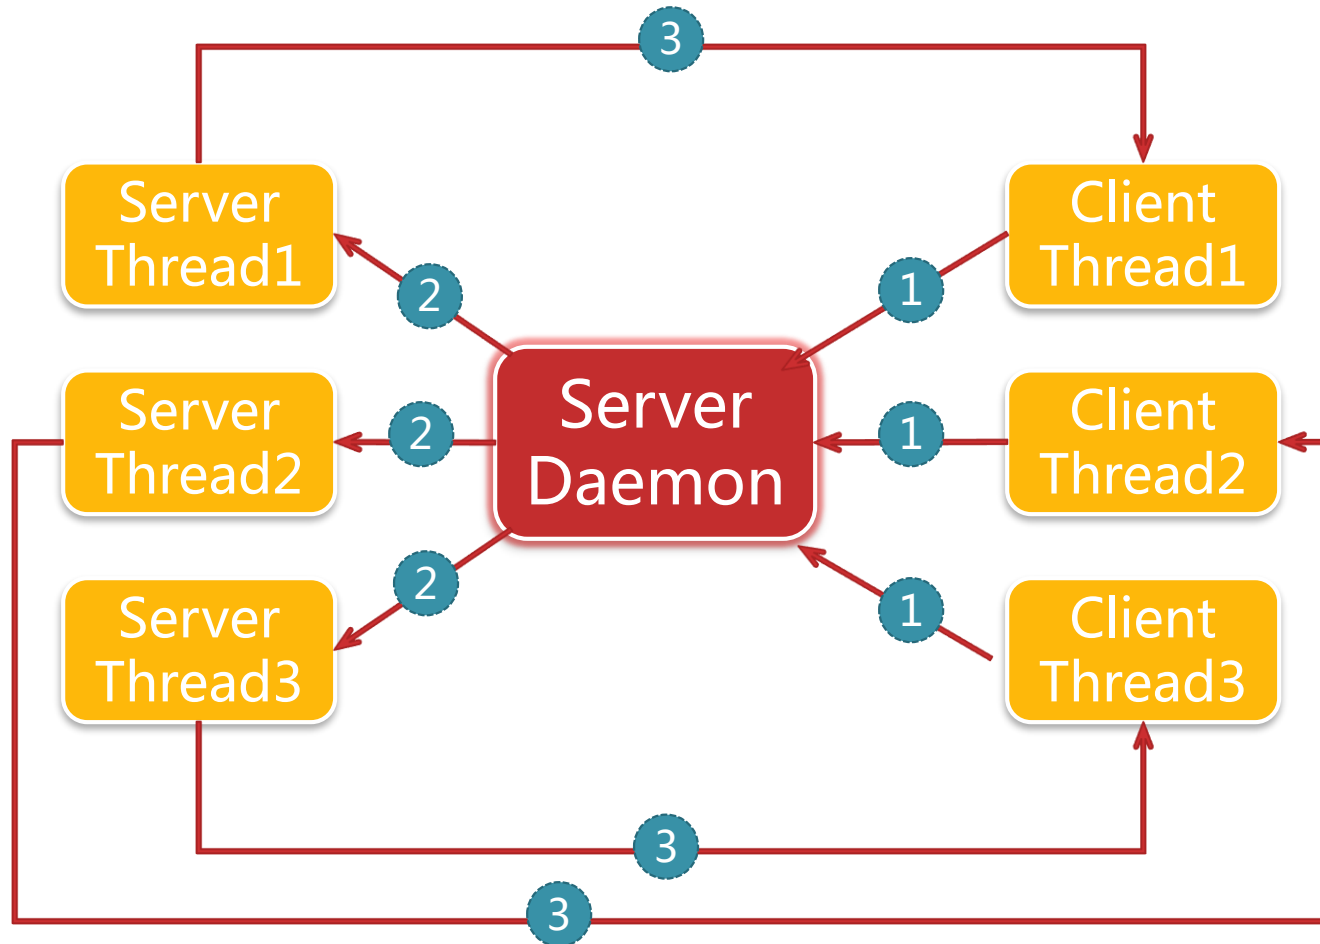 3
Server
Thread1
Client
Thread1
2
1
Server
Thread2
2
Server
Daemon
1
Client
Thread2
2
1
Server
Thread3
Client
Thread3
3
3